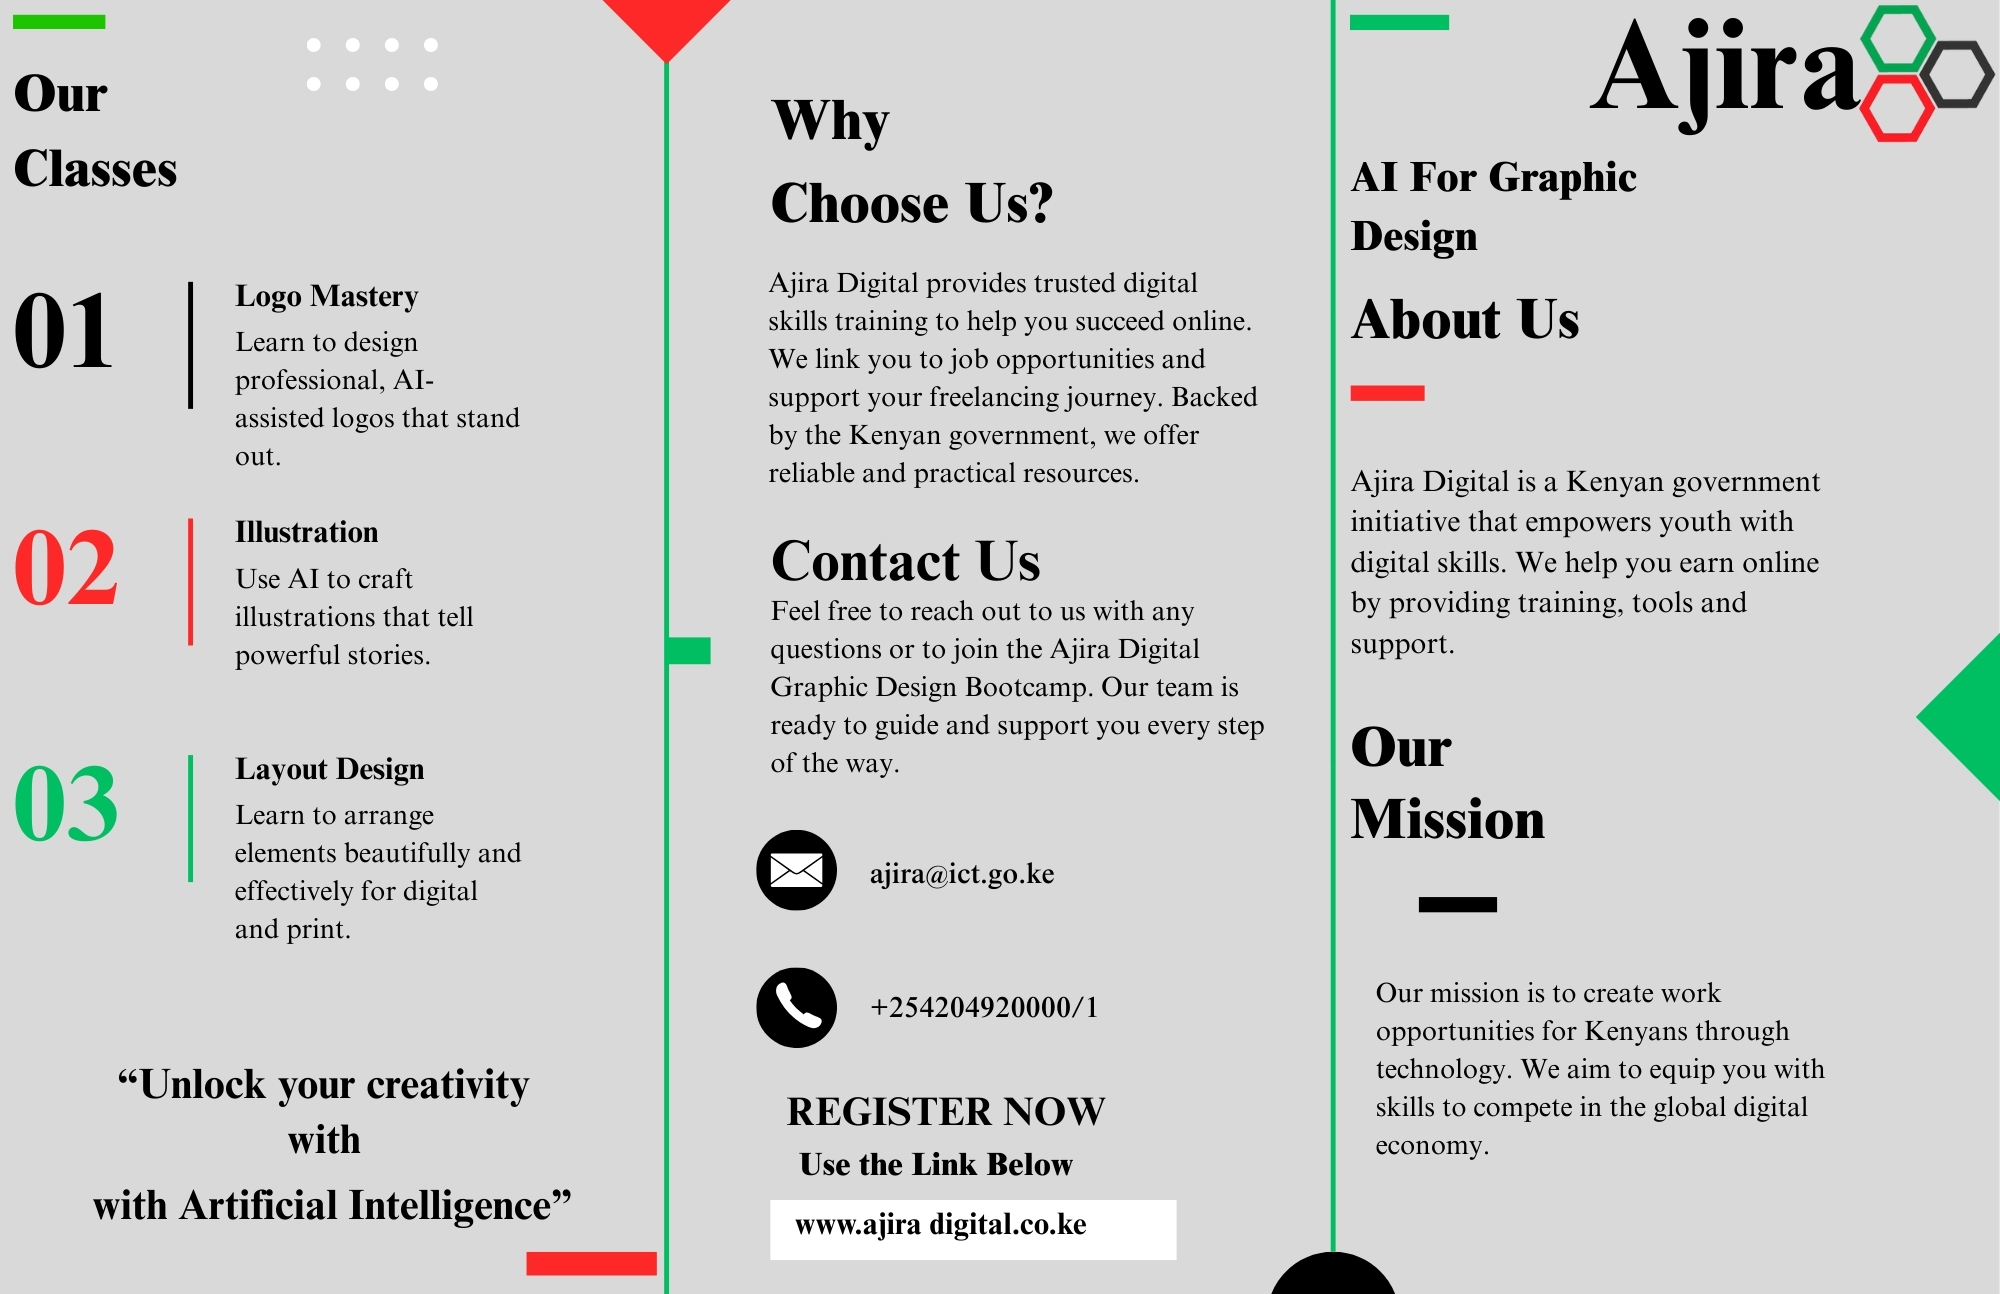 Our
Classes
01
Logo Mastery
Learn to design
professional, AI-
assisted logos that stand
out.
02
Illustration
Use AI to craft
illustrations that tell
powerful stories.
03
Layout Design
Learn to arrange
elements beautifully and
effectively for digital
and print.
“Unlock your creativity
with
with Artificial Intelligence”
Why
Choose Us?
Ajira Digital provides trusted digital
skills training to help you succeed online.
We link you to job opportunities and
support your freelancing journey. Backed
by the Kenyan government, we offer
reliable and practical resources.
Contact Us
Feel free to reach out to us with any
questions or to join the Ajira Digital
Graphic Design Bootcamp. Our team is
ready to guide and support you every step
of the way.
ajira@ict.go.ke
+254204920000/1
REGISTER NOW
Use the Link Below
www.ajira digital.co.ke
Ajira
AI For Graphic
Design
About Us
Ajira Digital is a Kenyan government
initiative that empowers youth with
digital skills. We help you earn online
by providing training, tools and
support.
Our
Mission
Our mission is to create work
opportunities for Kenyans through
technology. We aim to equip you with
skills to compete in the global digital
economy.